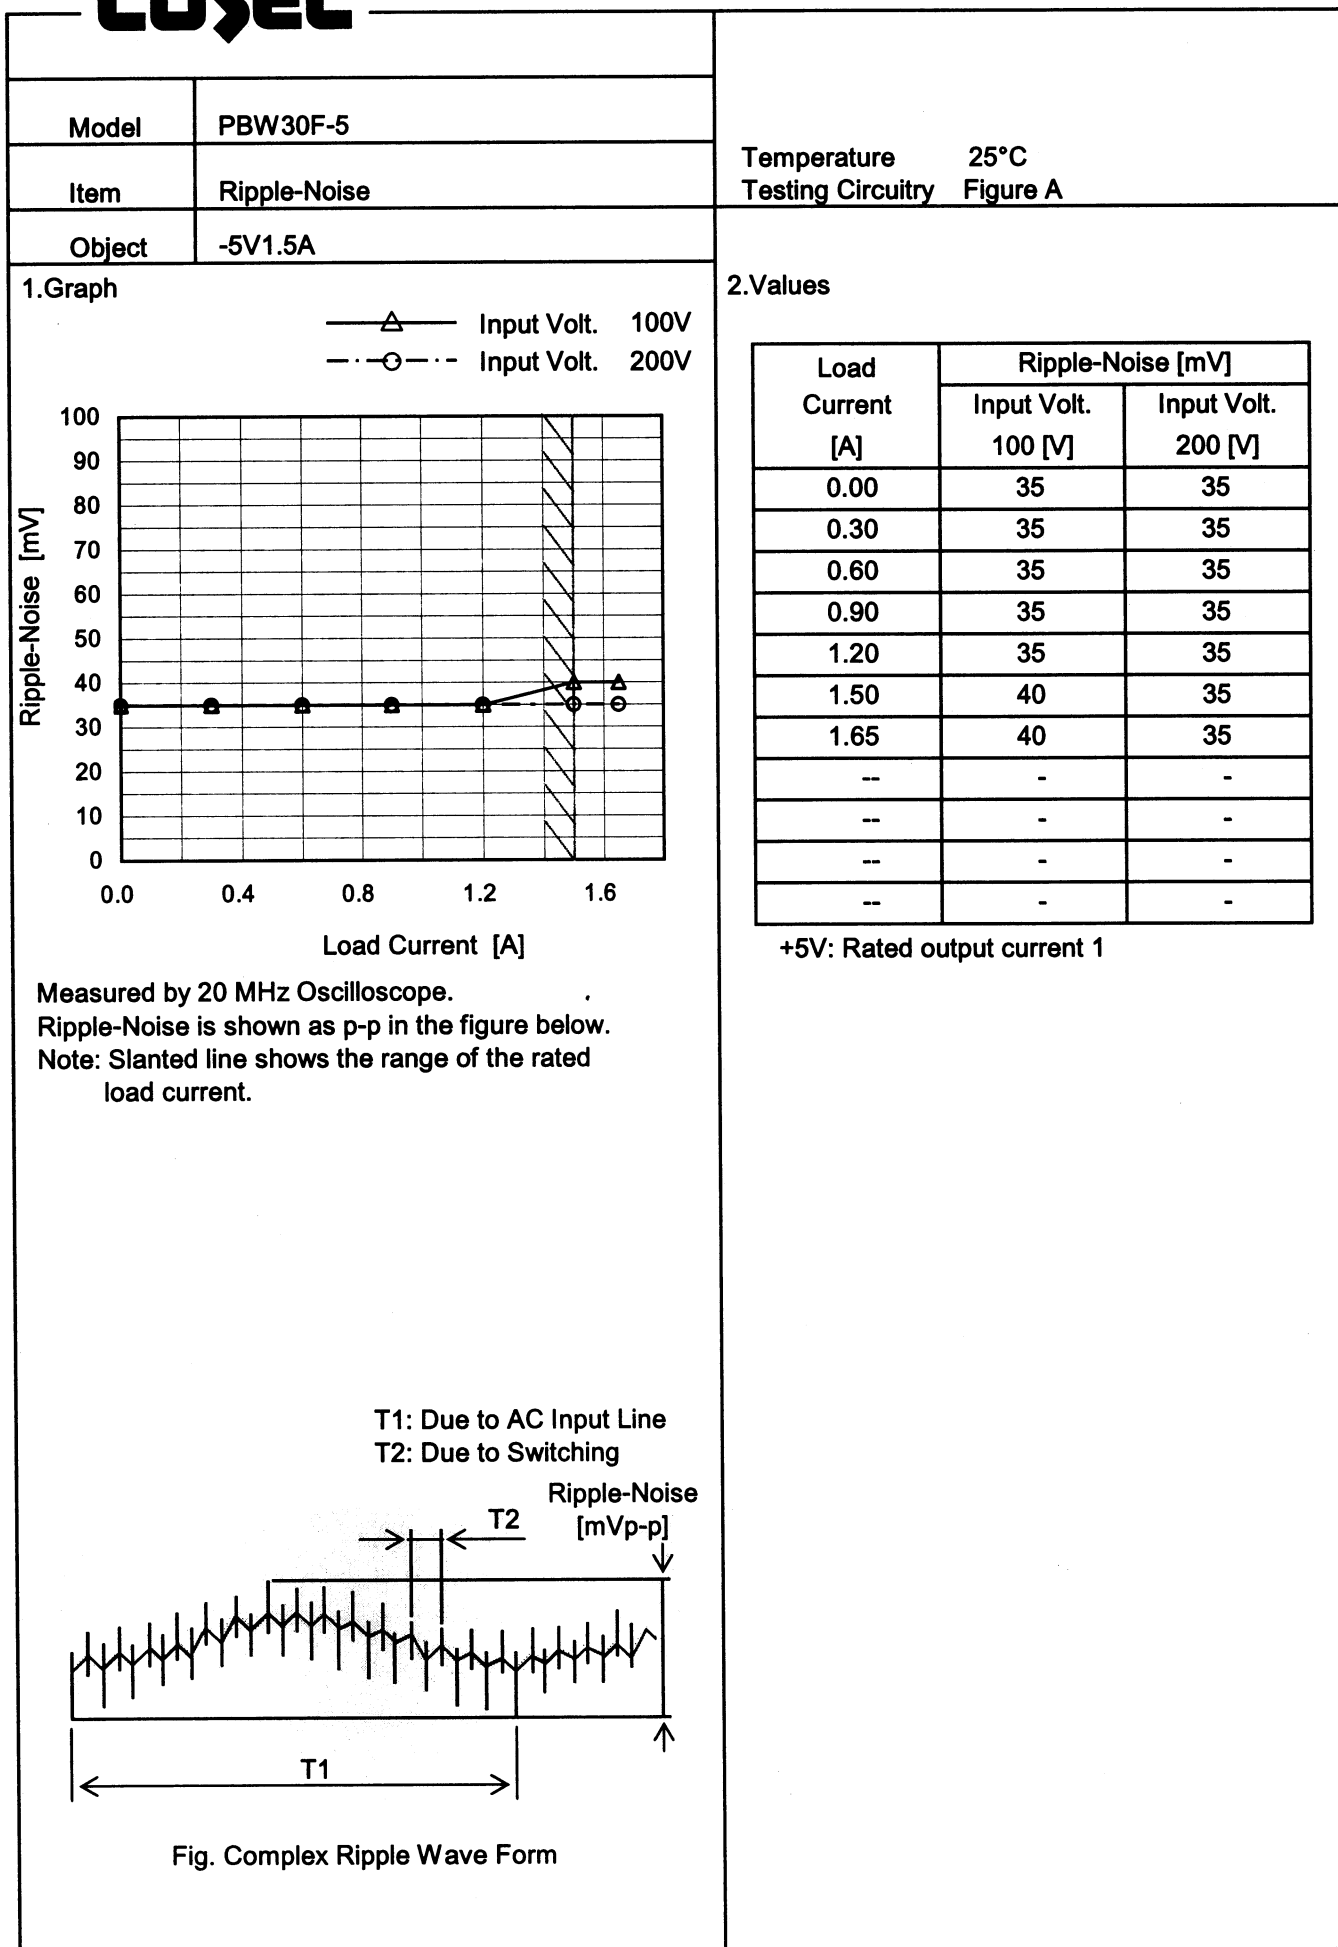 COSEL
Model PBW30F-5
Item Ripple-Noise
Object -5V1.5A
Temperature 25°C
Testing Circuitry Figure A
1.Graph
Input Volt. 100V
Input Volt. 200V
100
90
80
70
60
50
40
30
20
10
0
Ripple-Noise [mV]
0.0 0.4 0.8 1.2 1.6
Load Current [A]
Measured by 20 MHz Oscilloscope.
Ripple-Noise is shown as p-p in the figure below.
Note: Slanted line shows the range of the rated
load current.
T1: Due to AC Input Line
T2: Due to Switching
Ripple-Noise
[mVp-p]
T2
T1
Fig. Complex Ripple Wave Form
2.Values
Load Ripple-Noise [mV]
Current Input Volt. Input Volt.
[A] 100 [V] 200 [V]
0.00 35 35
0.30 35 35
0.60 35 35
0.90 35 35
1.20 35 35
1.50 40 35
1.65 40 35
-- - -
-- - -
-- - -
-- - -
+5V: Rated output current 1